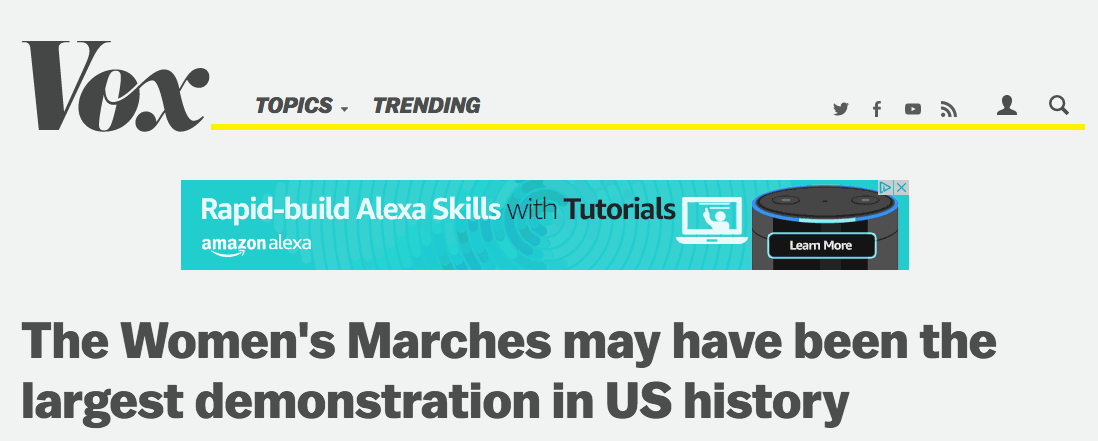 Vox
TOPICS TRENDING
Rapid-build Alexa Skills with Tutorials
amazon alexa
Learn More
The Women's Marches may have been the
largest demonstration in US history